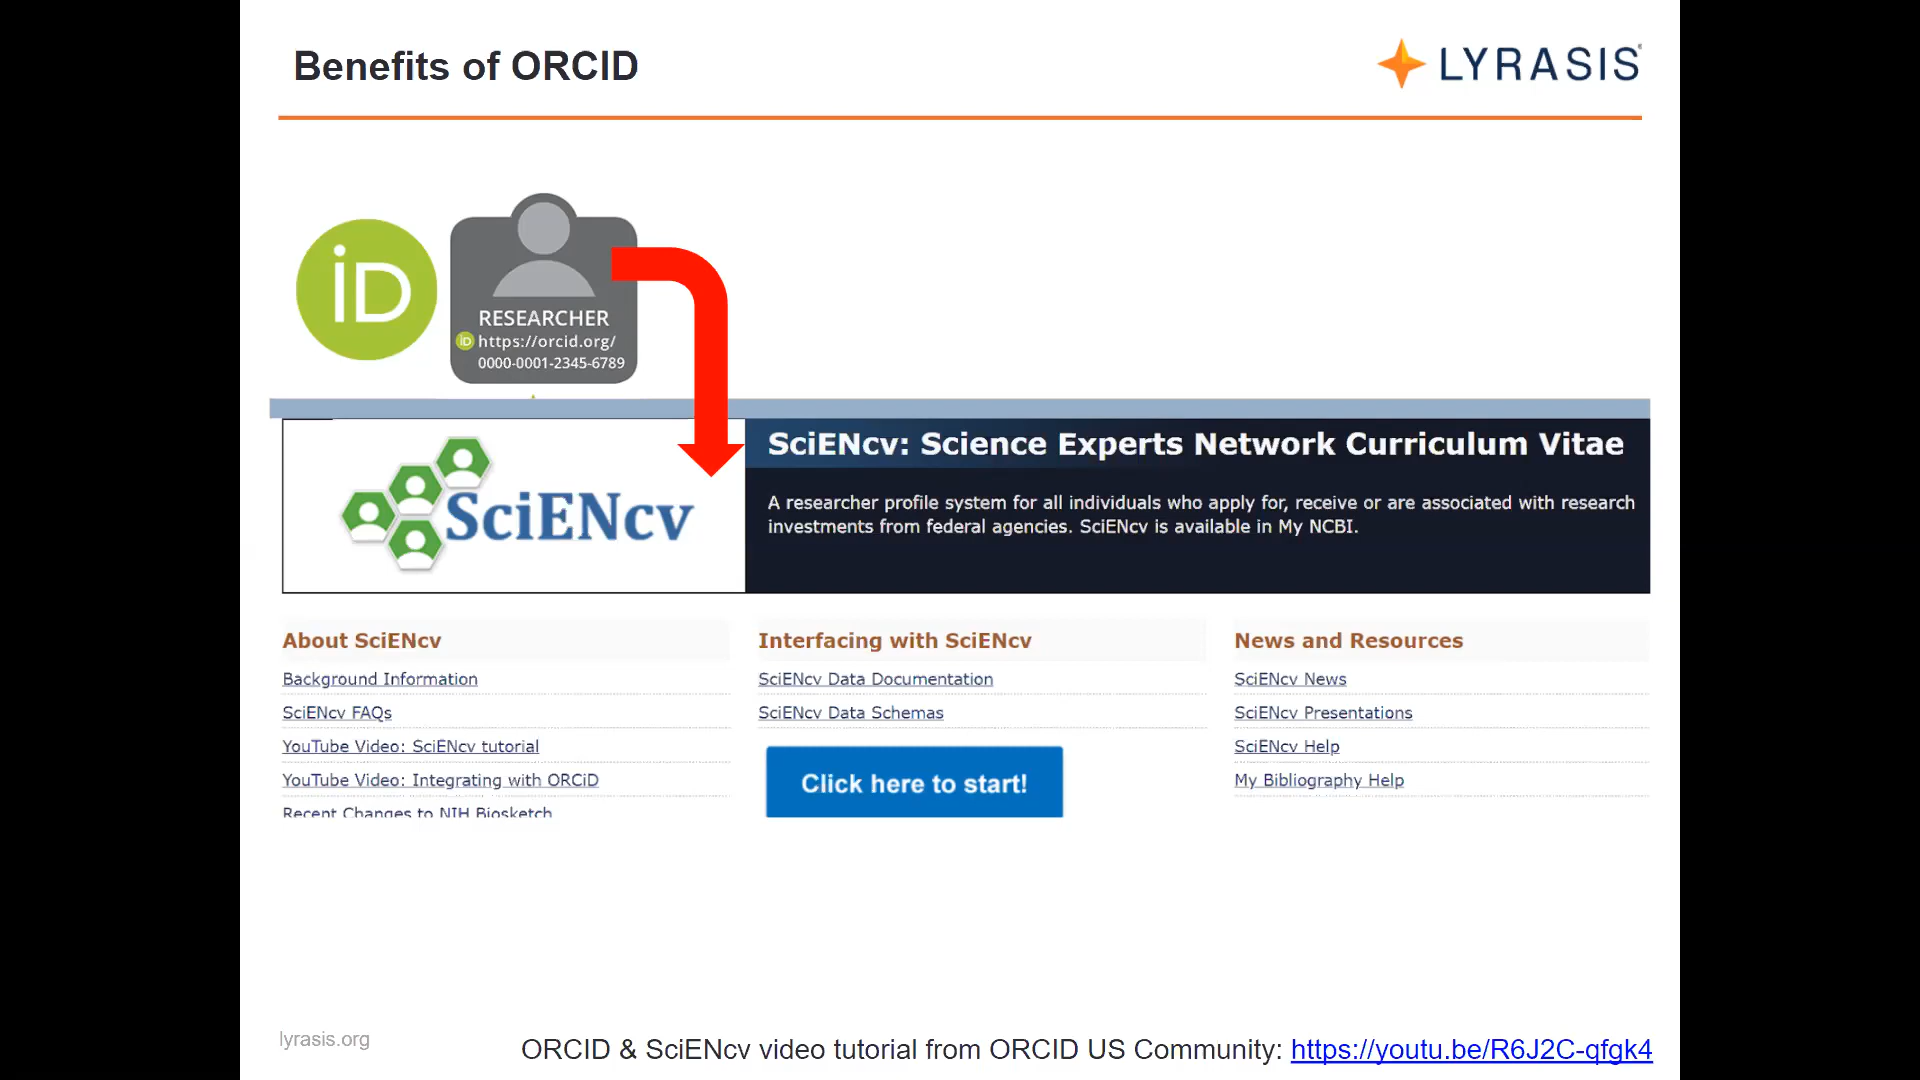 Benefits of ORCID
LYRASIS
iD
RESEARCHER
iD https://orcid.org/
0000-0001-2345-6789
SciENcv
SciENcv: Science Experts Network Curriculum Vitae
A researcher profile system for all individuals who apply for, receive or are associated with research
investments from federal agencies. SciENcv is available in My NCBI.
About SciENcv
Background Information
SciENcv FAQs
YouTube Video: SciENcv tutorial
YouTube Video: Integrating with ORCiD
Recent Changes to NIH Biosketch
Interfacing with SciENcv
SciENcv Data Documentation
SciENcv Data Schemas
Click here to start!
News and Resources
SciENcv News
SciENcv Presentations
SciENcv Help
My Bibliography Help
lyrasis.org
ORCID & SciENcv video tutorial from ORCID US Community: https://youtu.be/R6J2C-qfgk4